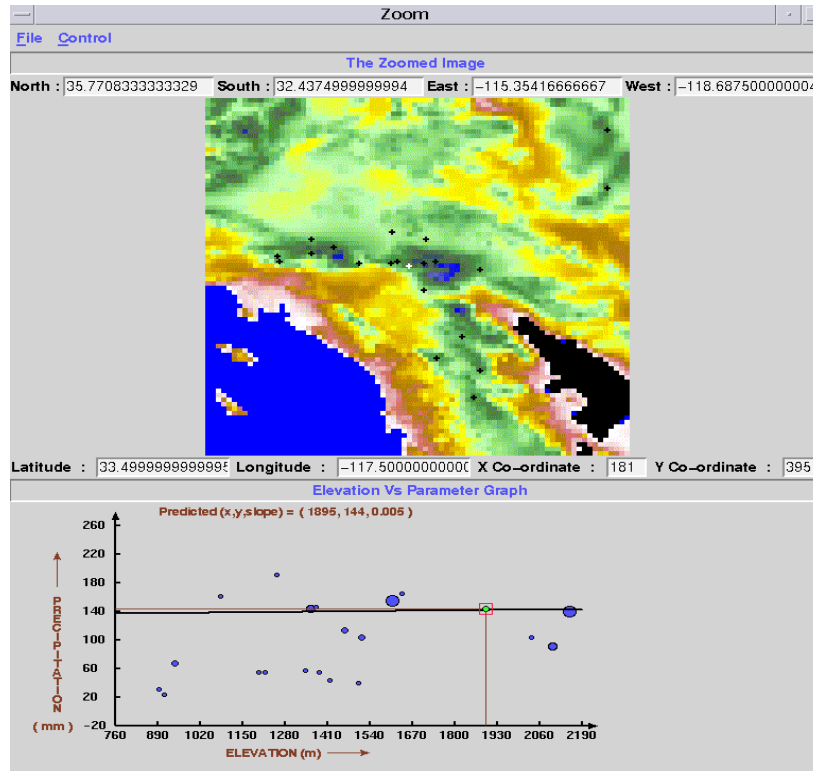 Zoom
File Control
The Zoomed Image
North : 35.7708333333329 South : 32.4374999999994 East : -115.35416666667 West : -118.687500000004
Latitude : 33.4999999999999 Longitude : -117.5000000000 X Co-ordinate : 181 Y Co-ordinate : 395
Elevation Vs Parameter Graph
Predicted (x,y,slope) = ( 1895, 144, 0.005 )
260
220
180
140
100
60
20
-20
PRECIPITATION
( mm )
760 890 1020 1150 1280 1410 1540 1670 1800 1930 2060 2190
ELEVATION (m)